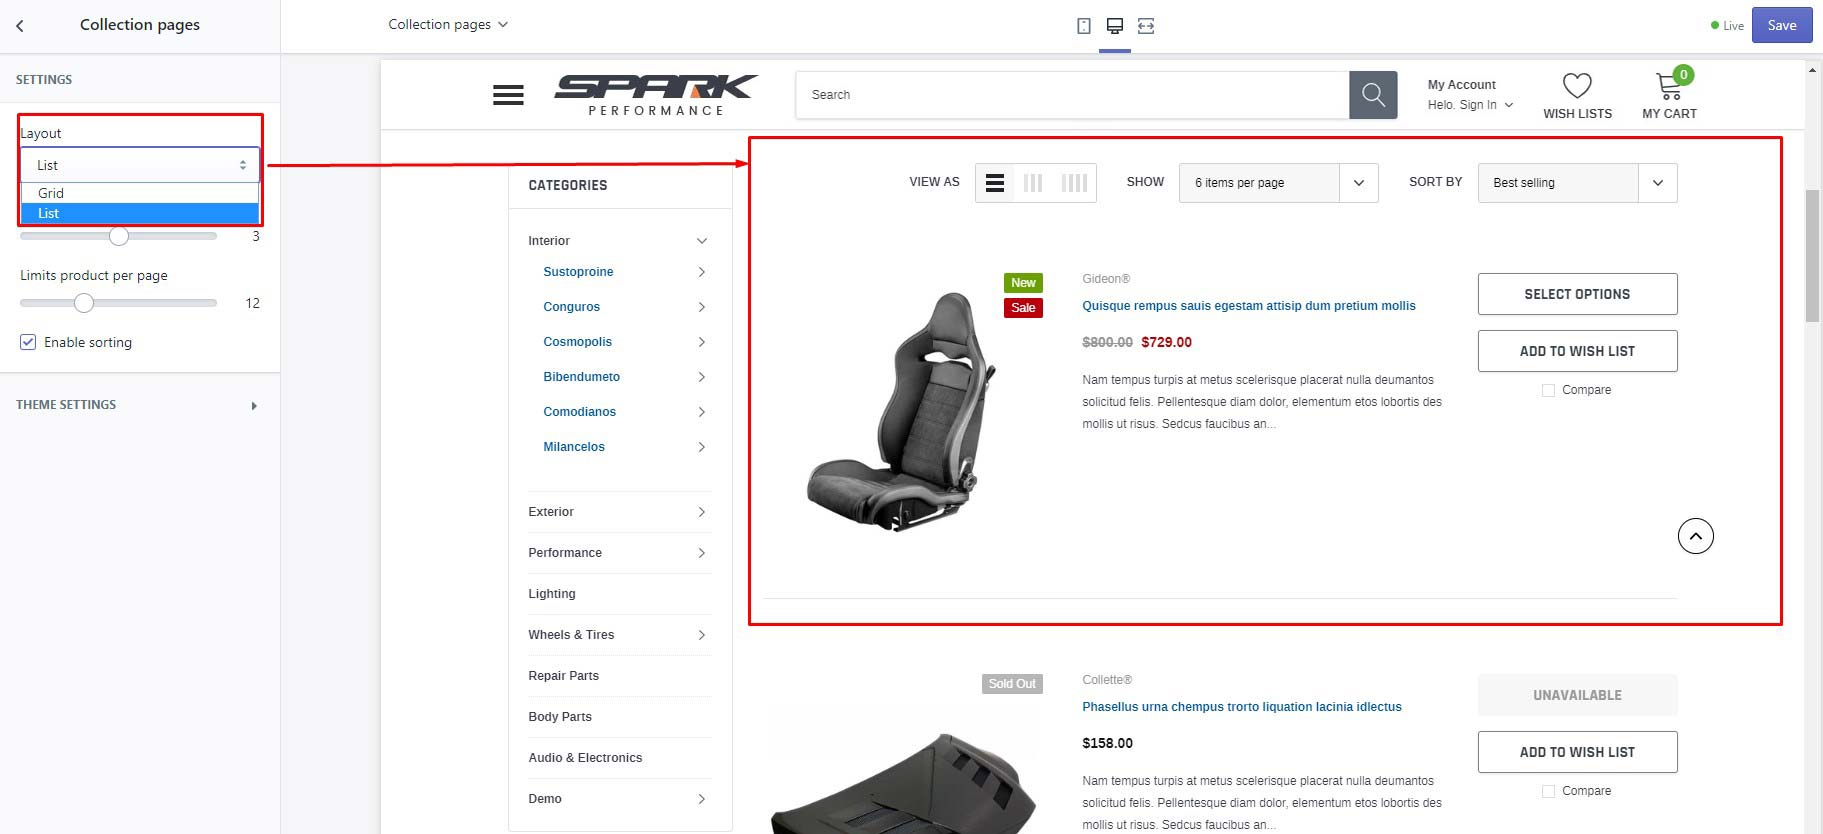 Collection pages
Collection pages
Live
Save
SETTINGS
Layout
List
Grid
List
3
Limits product per page
12
Enable sorting
THEME SETTINGS
SPARK
PERFORMANCE
Search
My Account
Helo. Sign In
WISH LISTS
0
MY CART
CATEGORIES
Interior
Sustoproine
Conguros
Cosmopolis
Bibendumeto
Comodianos
Milancelos
Exterior
Performance
Lighting
Wheels & Tires
Repair Parts
Body Parts
Audio & Electronics
Demo
VIEW AS
SHOW
6 items per page
SORT BY
Best selling
New
Sale
Gideon®
Quisque rempus sauis egestam attisip dum pretium mollis
$800.00 $729.00
Nam tempus turpis at metus scelerisque placerat nulla deumantos
solicitud felis. Pellentesque diam dolor, elementum etos lobortis des
mollis ut risus. Sedcus faucibus an...
SELECT OPTIONS
ADD TO WISH LIST
Compare
Sold Out
Collette®
Phasellus urna chempus trorto liquation lacinia idlectus
$158.00
Nam tempus turpis at metus scelerisque placerat nulla deumantos
solicitud felis. Pellentesque diam dolor, elementum etos lobortis des
mollis ut risus. Sedcus faucibus an...
UNAVAILABLE
ADD TO WISH LIST
Compare